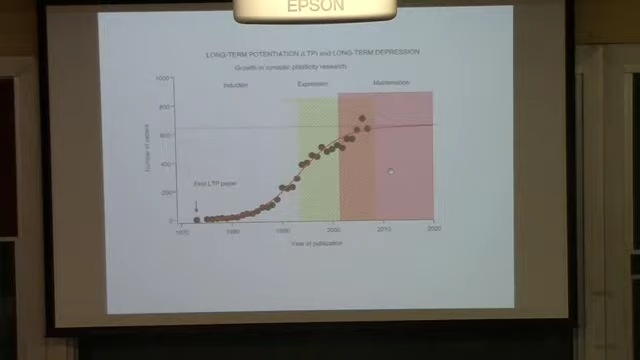 EPSON
LONG-TERM POTENTIATION (LTP) and LONG-TERM DEPRESSION
Growth in synaptic plasticity research
Induction
Expression
Maintenance
1000
800
600
400
200
0
Number of papers
First LTP paper
1970
1980
1990
2000
2010
2020
Year of publication